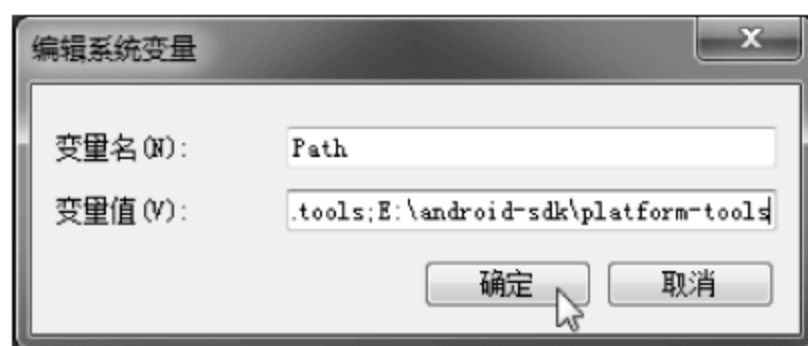 编辑系统变量
变量名(N): Path
变量值(V): .tools;E:\android-sdk\platform-tools
确定 取消